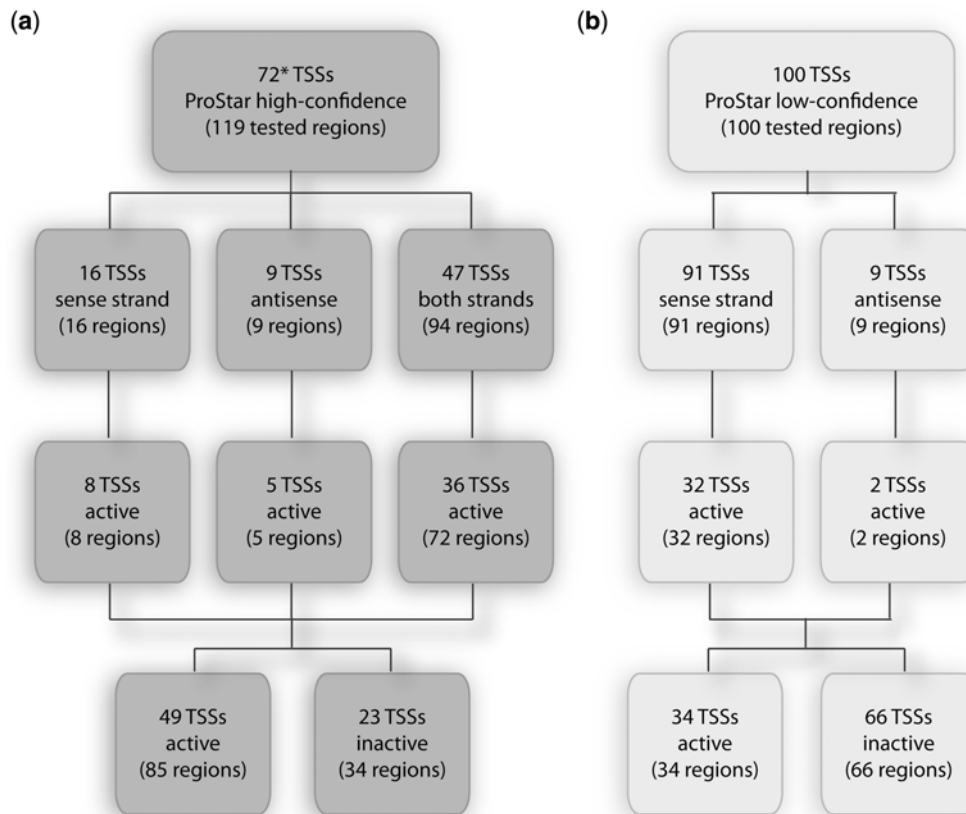 (a)
72* TSSs
ProStar high-confidence
(119 tested regions)
16 TSSs
sense strand
(16 regions)
9 TSSs
antisense
(9 regions)
47 TSSs
both strands
(94 regions)
8 TSSs
active
(8 regions)
5 TSSs
active
(5 regions)
36 TSSs
active
(72 regions)
49 TSSs
active
(85 regions)
23 TSSs
inactive
(34 regions)
(b)
100 TSSs
ProStar low-confidence
(100 tested regions)
91 TSSs
sense strand
(91 regions)
9 TSSs
antisense
(9 regions)
32 TSSs
active
(32 regions)
2 TSSs
active
(2 regions)
34 TSSs
active
(34 regions)
66 TSSs
inactive
(66 regions)